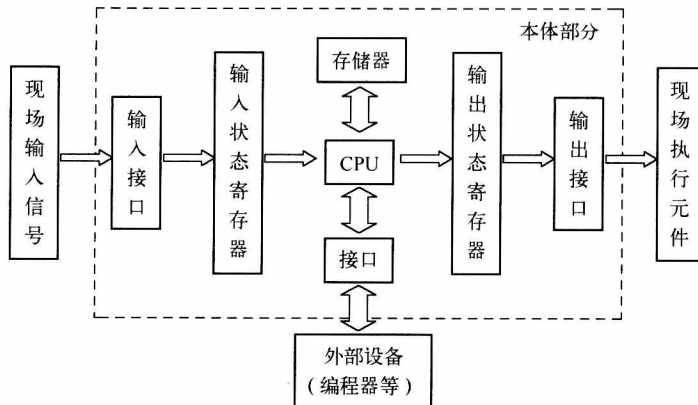 本体部分
现场输入信号
输入接口
输入状态寄存器
存储器
CPU
接口
输出状态寄存器
输出接口
现场执行元件
外部设备
(编程器等)